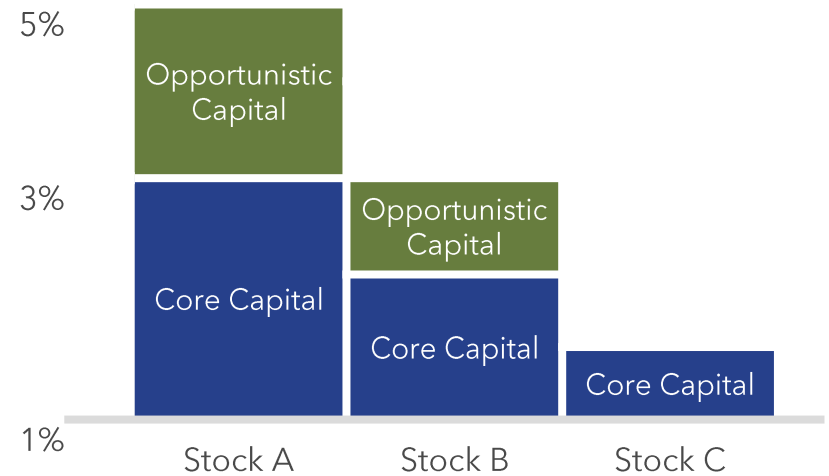 5%
Opportunistic
Capital
3%
Opportunistic
Capital
Core Capital
Core Capital
Core Capital
1%
Stock A
Stock B
Stock C